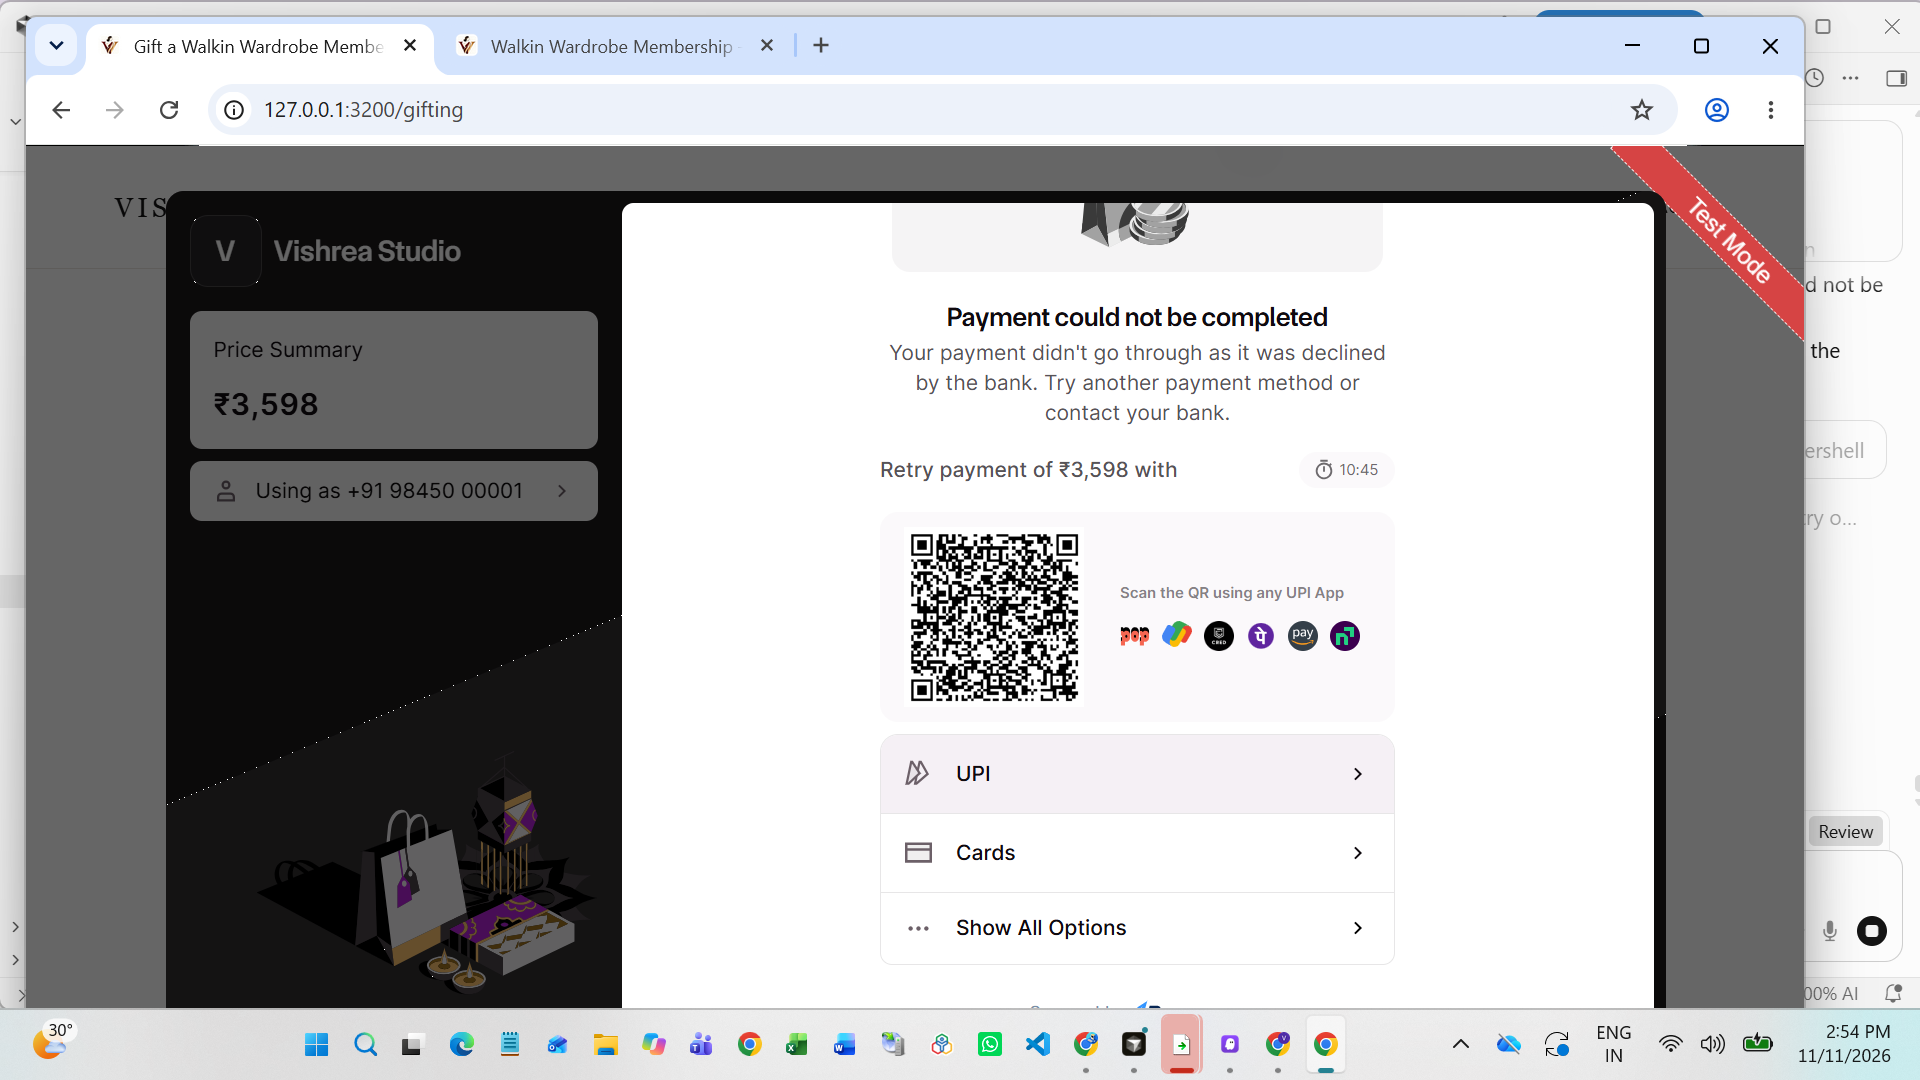 Gift a Walkin Wardrobe Membe
Walkin Wardrobe Membership
127.0.0.1:3200/gifting
VIS
V
Vishrea Studio
Price Summary
₹3,598
Using as +91 98450 00001
Test Mode
Payment could not be completed
Your payment didn't go through as it was declined
by the bank. Try another payment method or
contact your bank.
Retry payment of ₹3,598 with
10:45
Scan the QR using any UPI App
pop
CRED
pay
UPI
Cards
Show All Options
d not be
the
ershell
ry o...
Review
00% AI
30°
ENG
IN
2:54 PM
11/11/2026